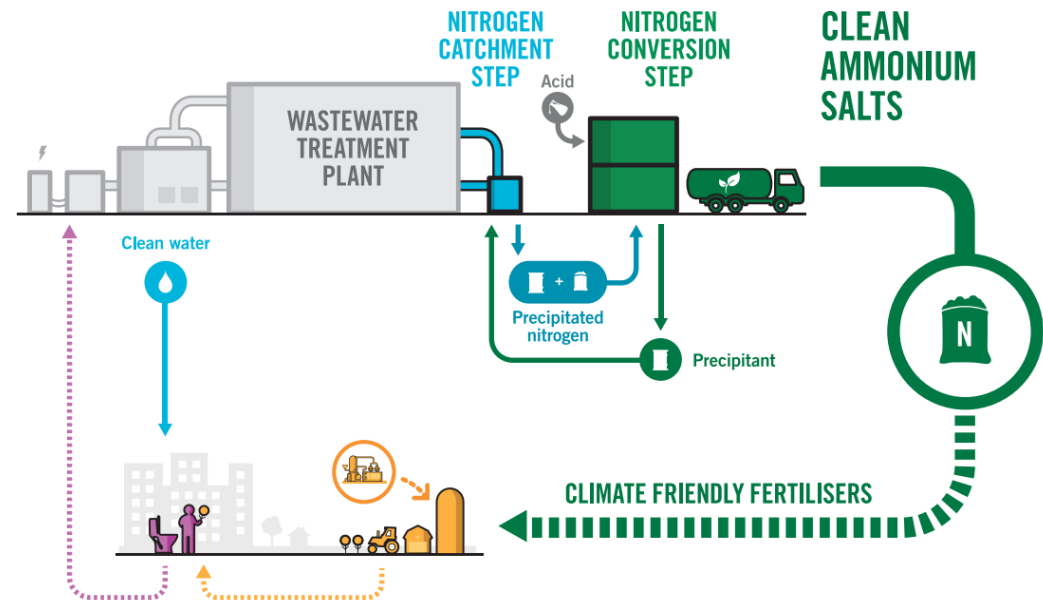 NITROGEN
CATCHMENT
STEP
NITROGEN
CONVERSION
STEP
CLEAN
AMMONIUM
SALTS
Acid
WASTEWATER
TREATMENT
PLANT
Clean water
+
Precipitated
nitrogen
Precipitant
N
CLIMATE FRIENDLY FERTILISERS